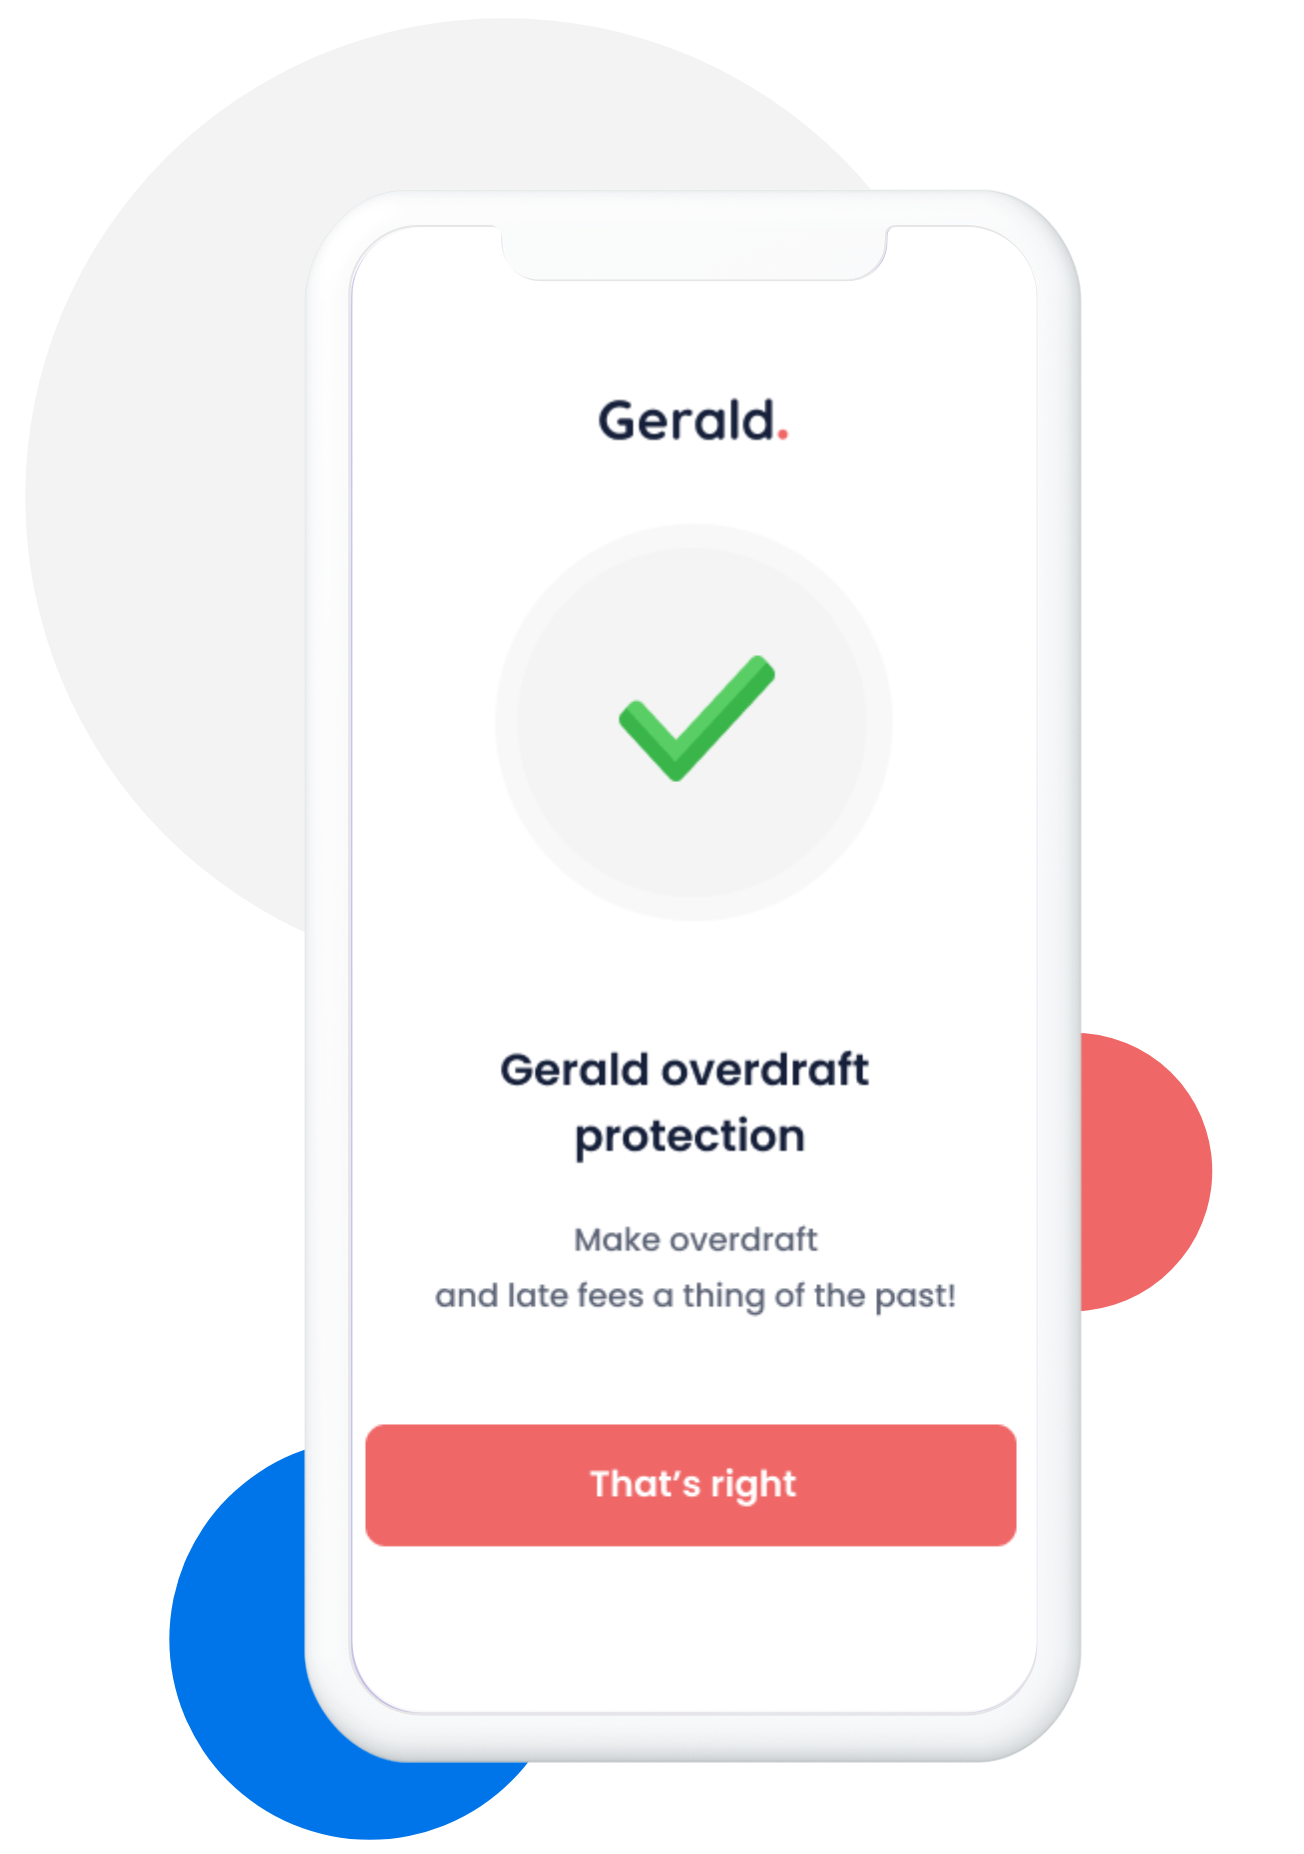 Gerald.
Gerald overdraft
protection
Make overdraft
and late fees a thing of the past!
That’s right